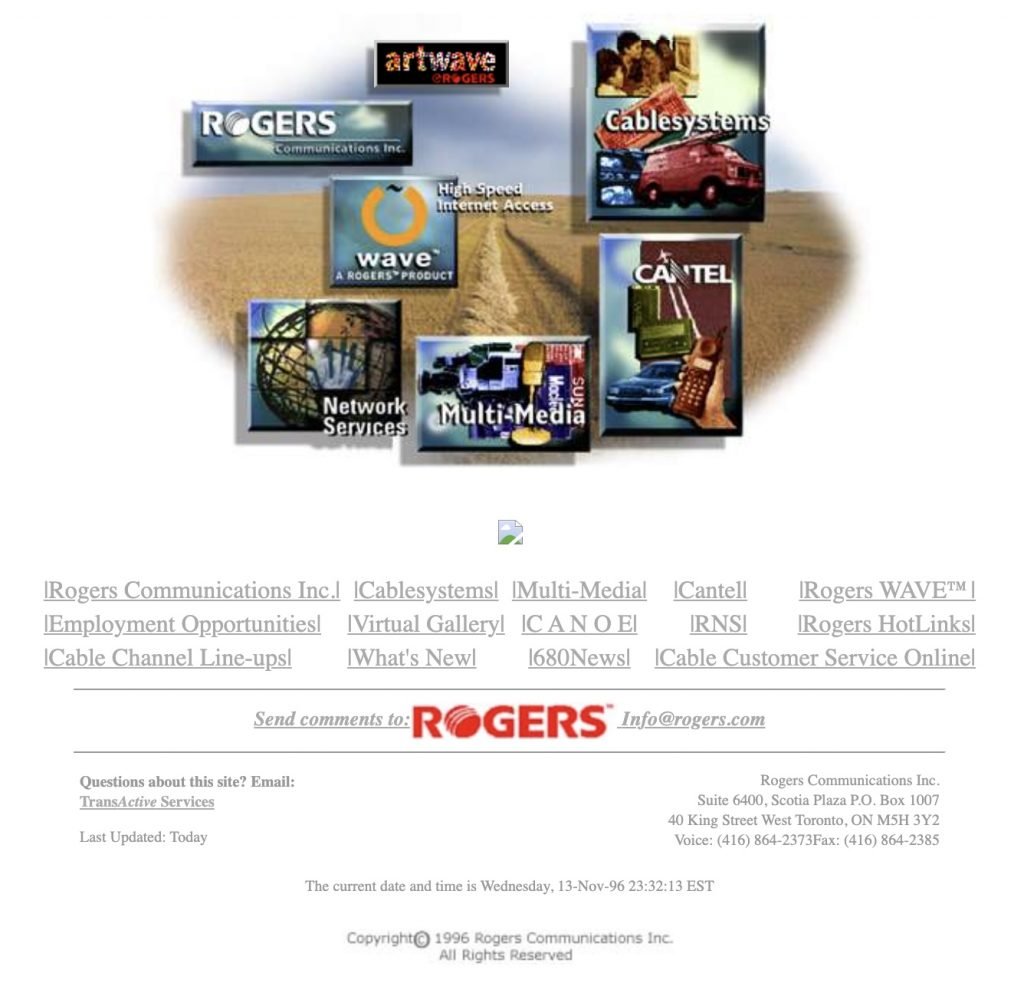 artwave
@ROGERS
ROGERS™
Communications Inc.
Cablesystems
High Speed
Internet Access
wave™
A ROGERS™ PRODUCT
CANTEL
Network
Services
SUN
Multi-Media
|Rogers Communications Inc.| |Cablesystems| |Multi-Media| |Cantel| |Rogers WAVE™ |
|Employment Opportunities| |Virtual Gallery| |C A N O E| |RNS| |Rogers HotLinks|
|Cable Channel Line-ups| |What's New| |680News| |Cable Customer Service Online|
Send comments to: ROGERS™ Info@rogers.com
Questions about this site? Email:
TransActive Services
Last Updated: Today
Rogers Communications Inc.
Suite 6400, Scotia Plaza P.O. Box 1007
40 King Street West Toronto, ON M5H 3Y2
Voice: (416) 864-2373Fax: (416) 864-2385
The current date and time is Wednesday, 13-Nov-96 23:32:13 EST
Copyright© 1996 Rogers Communications Inc.
All Rights Reserved